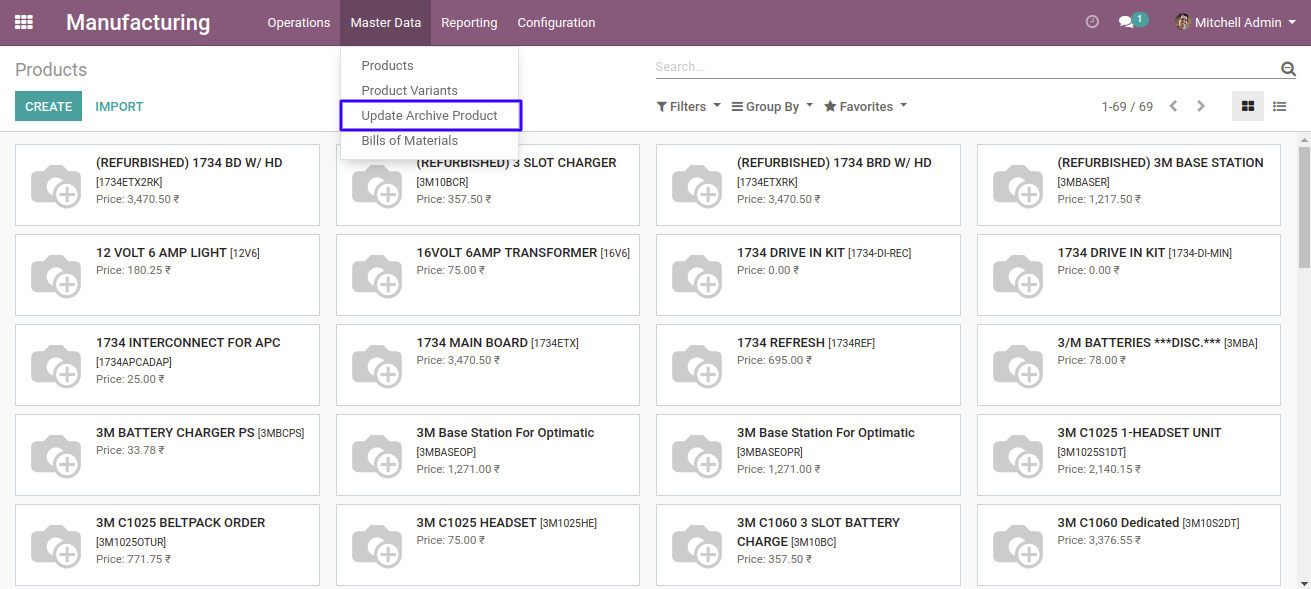 Manufacturing Operations Master Data Reporting Configuration 1 Mitchell Admin
Products
Search...
CREATE IMPORT
Filters Group By Favorites 1-69 / 69
Products
Product Variants
Update Archive Product
Bills of Materials
(REFURBISHED) 1734 BD W/ HD
[1734ETX2RK]
Price: 3,470.50 ₹
(REFURBISHED) 3 SLOT CHARGER
[3M10BCR]
Price: 357.50 ₹
(REFURBISHED) 1734 BRD W/ HD
[1734ETXRK]
Price: 3,470.50 ₹
(REFURBISHED) 3M BASE STATION
[3MBASER]
Price: 1,217.50 ₹
12 VOLT 6 AMP LIGHT [12V6]
Price: 180.25 ₹
16VOLT 6AMP TRANSFORMER [16V6]
Price: 75.00 ₹
1734 DRIVE IN KIT [1734-DI-REC]
Price: 0.00 ₹
1734 DRIVE IN KIT [1734-DI-MIN]
Price: 0.00 ₹
1734 INTERCONNECT FOR APC
[1734APCADAP]
Price: 25.00 ₹
1734 MAIN BOARD [1734ETX]
Price: 3,470.50 ₹
1734 REFRESH [1734REF]
Price: 695.00 ₹
3/M BATTERIES ***DISC.*** [3MBA]
Price: 78.00 ₹
3M BATTERY CHARGER PS [3MBCPS]
Price: 33.78 ₹
3M Base Station For Optimatic
[3MBASEOP]
Price: 1,271.00 ₹
3M Base Station For Optimatic
[3MBASEOPR]
Price: 1,271.00 ₹
3M C1025 1-HEADSET UNIT
[3M1025S1DT]
Price: 2,140.15 ₹
3M C1025 BELTPACK ORDER
[3M1025OTUR]
Price: 771.75 ₹
3M C1025 HEADSET [3M1025HE]
Price: 75.00 ₹
3M C1060 3 SLOT BATTERY
CHARGE [3M10BC]
Price: 357.50 ₹
3M C1060 Dedicated [3M10S2DT]
Price: 3,376.55 ₹